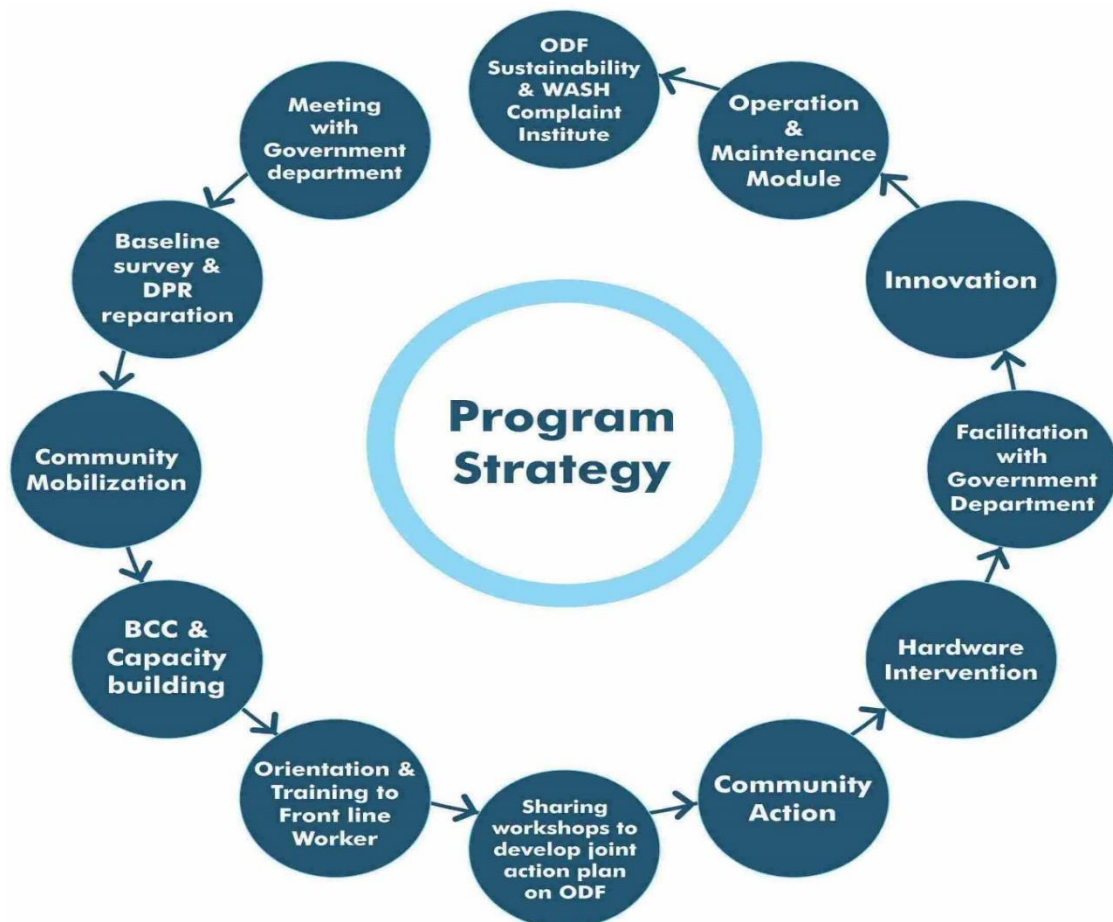 Program
Strategy
Meeting
with
Government
department
Baseline
survey &
DPR
reparation
Community
Mobilization
BCC &
Capacity
building
Orientation &
Training to
Front line
Worker
Sharing
workshops to
develop joint
action plan
on ODF
Community
Action
Hardware
Intervention
Facilitation
with
Government
Department
Innovation
Operation
&
Maintenance
Module
ODF
Sustainability
& WASH
Complaint
Institute